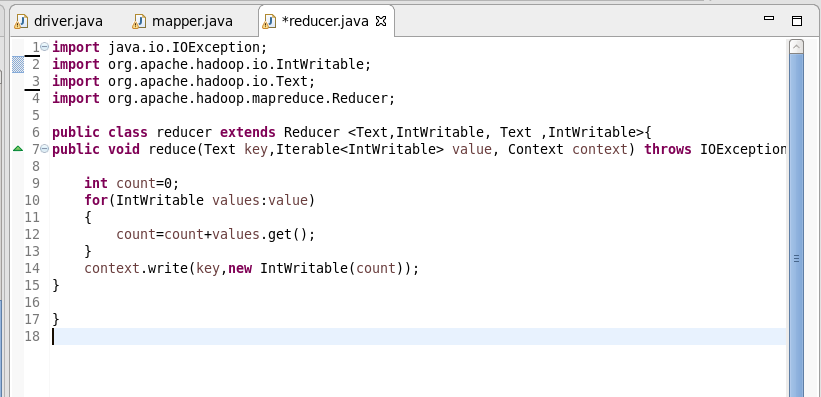 driver.java mapper.java *reducer.java
1 import java.io.IOException;
2 import org.apache.hadoop.io.IntWritable;
3 import org.apache.hadoop.io.Text;
4 import org.apache.hadoop.mapreduce.Reducer;
5
6 public class reducer extends Reducer <Text,IntWritable, Text ,IntWritable>{
7 public void reduce(Text key,Iterable<IntWritable> value, Context context) throws IOException
8
9     int count=0;
10     for(IntWritable values:value)
11     {
12         count=count+values.get();
13     }
14     context.write(key,new IntWritable(count));
15 }
16
17 }
18